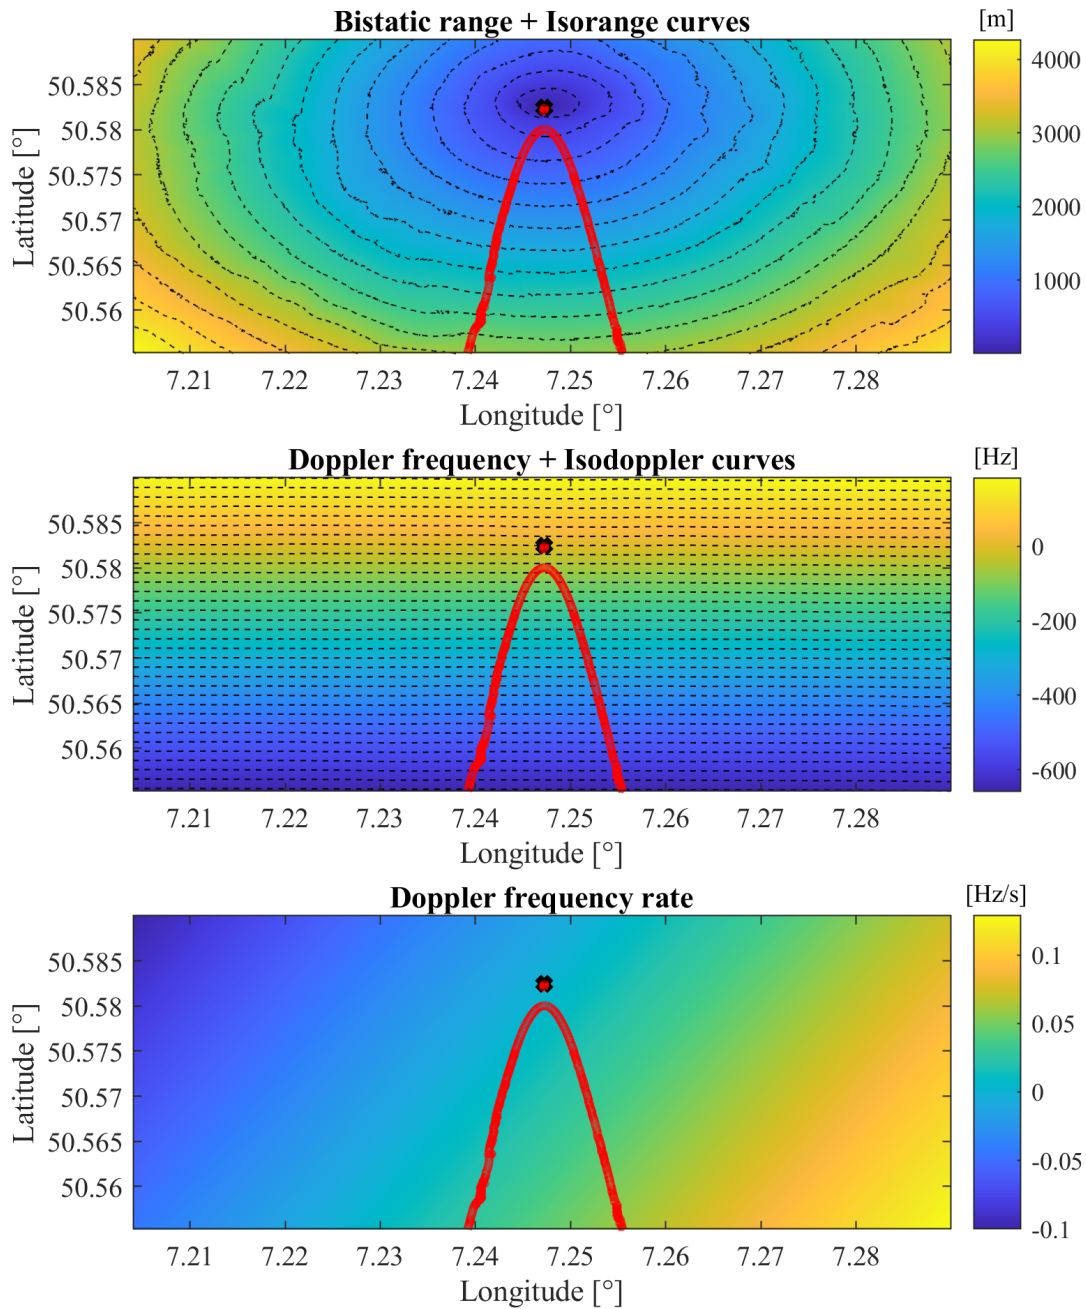 Bistatic range + Isorange curves
[m]
Latitude [°]
50.585
50.58
50.575
50.57
50.565
50.56
4000
3000
2000
1000
7.21 7.22 7.23 7.24 7.25 7.26 7.27 7.28
Longitude [°]
Doppler frequency + Isodoppler curves
[Hz]
Latitude [°]
50.585
50.58
50.575
50.57
50.565
50.56
0
-200
-400
-600
7.21 7.22 7.23 7.24 7.25 7.26 7.27 7.28
Longitude [°]
Doppler frequency rate
[Hz/s]
Latitude [°]
50.585
50.58
50.575
50.57
50.565
50.56
0.1
0.05
0
-0.05
-0.1
7.21 7.22 7.23 7.24 7.25 7.26 7.27 7.28
Longitude [°]